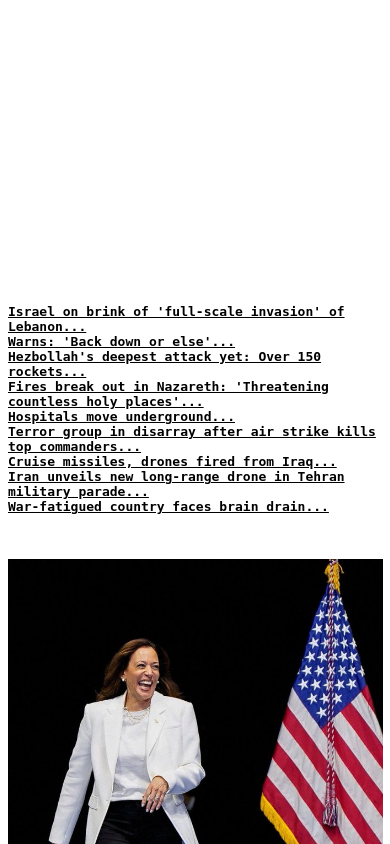 Israel on brink of 'full-scale invasion' of
Lebanon...
Warns: 'Back down or else'...
Hezbollah's deepest attack yet: Over 150
rockets...
Fires break out in Nazareth: 'Threatening
countless holy places'...
Hospitals move underground...
Terror group in disarray after air strike kills
top commanders...
Cruise missiles, drones fired from Iraq...
Iran unveils new long-range drone in Tehran
military parade...
War-fatigued country faces brain drain...